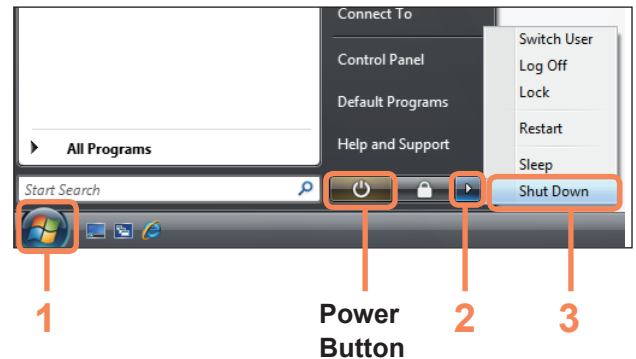 Connect To
Control Panel
Default Programs
Help and Support
All Programs
Start Search
Switch User
Log Off
Lock
Restart
Sleep
Shut Down
1
Power
Button
2
3